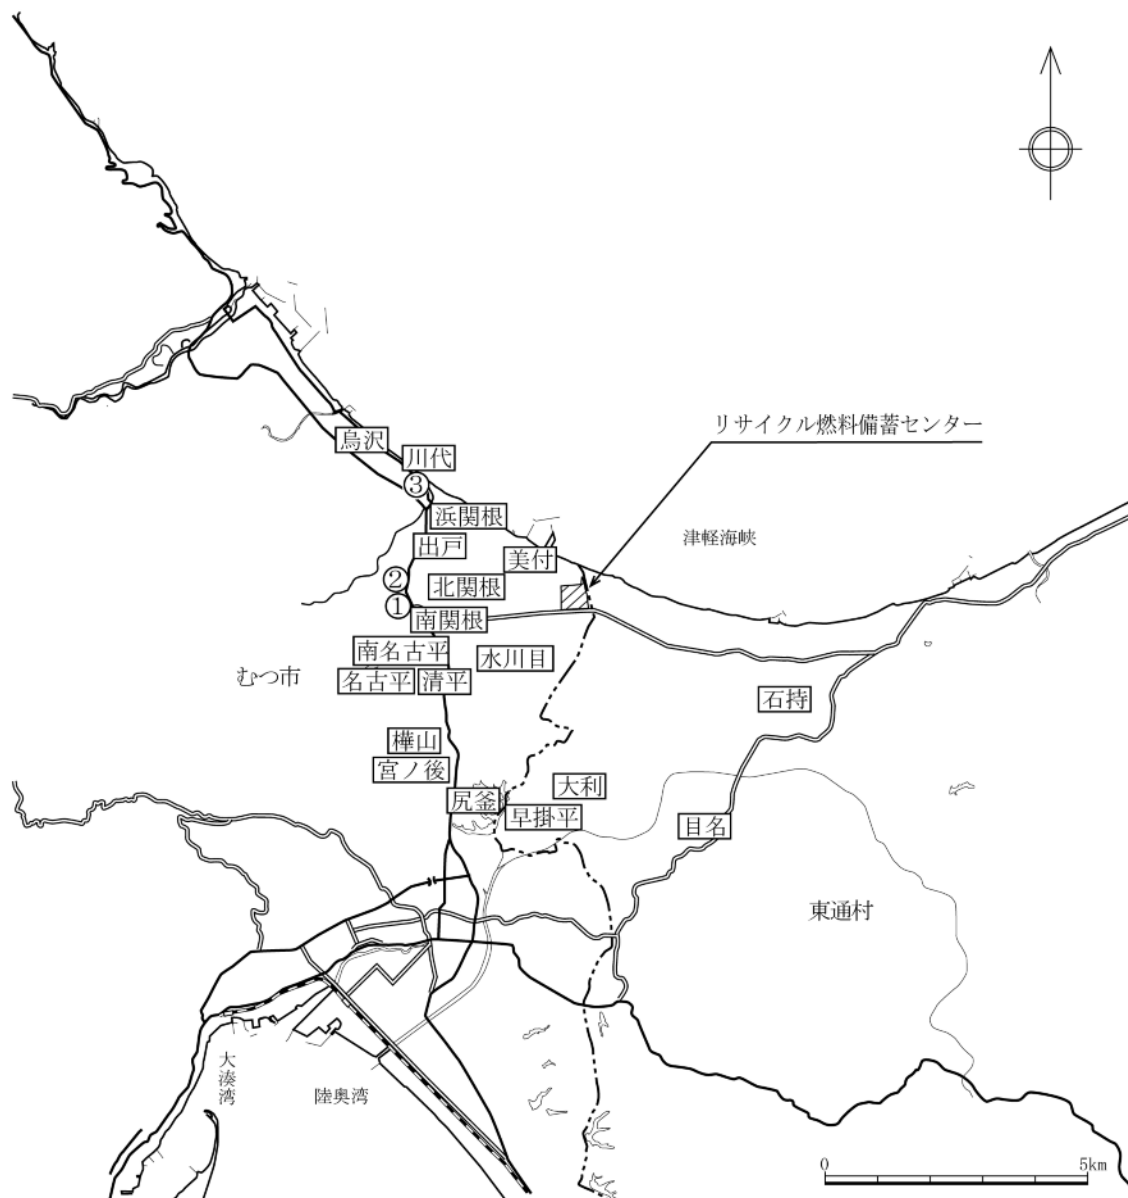 リサイクル燃料備蓄センター
烏沢
川代
③
浜関根
津軽海峡
出戸
美付
②
北関根
①
南関根
南名古平
水川目
むつ市
名古平
清平
石持
樺山
宮ノ後
大利
尻釜
早掛平
目名
東通村
大湊湾
陸奥湾
0
5km